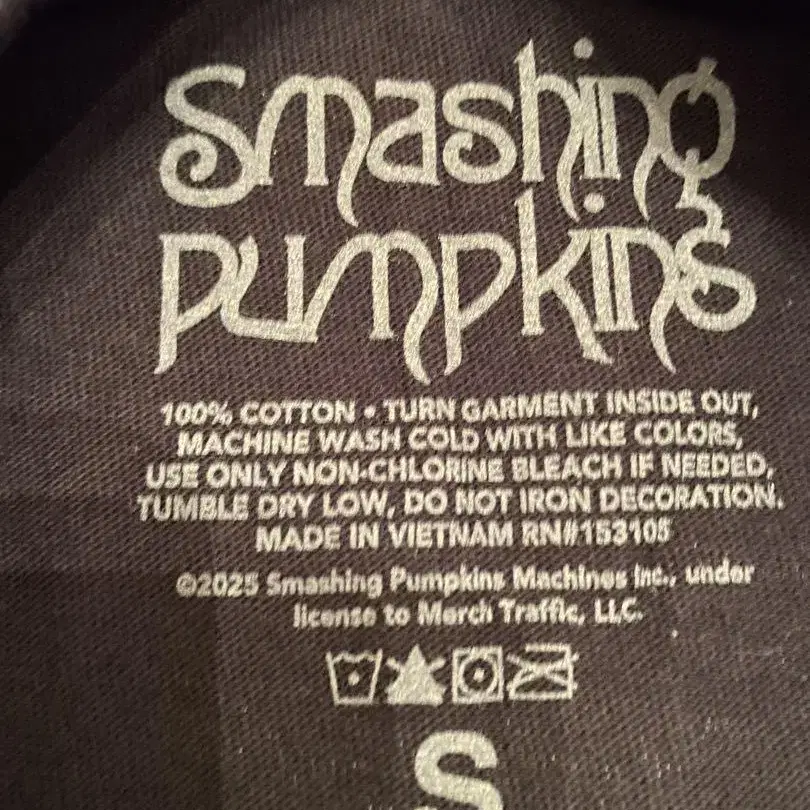 Smashing
pumpkins
100% COTTON • TURN GARMENT INSIDE OUT,
MACHINE WASH COLD WITH LIKE COLORS,
USE ONLY NON-CHLORINE BLEACH IF NEEDED,
TUMBLE DRY LOW, DO NOT IRON DECORATION.
MADE IN VIETNAM RN#153105
©2025 Smashing Pumpkins Machines Inc., under
license to Merch Traffic, LLC.
S